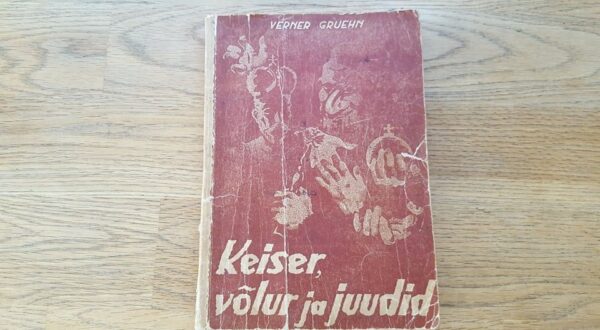 VERNER GRUEHN
Keiser,
võlur ja juudid